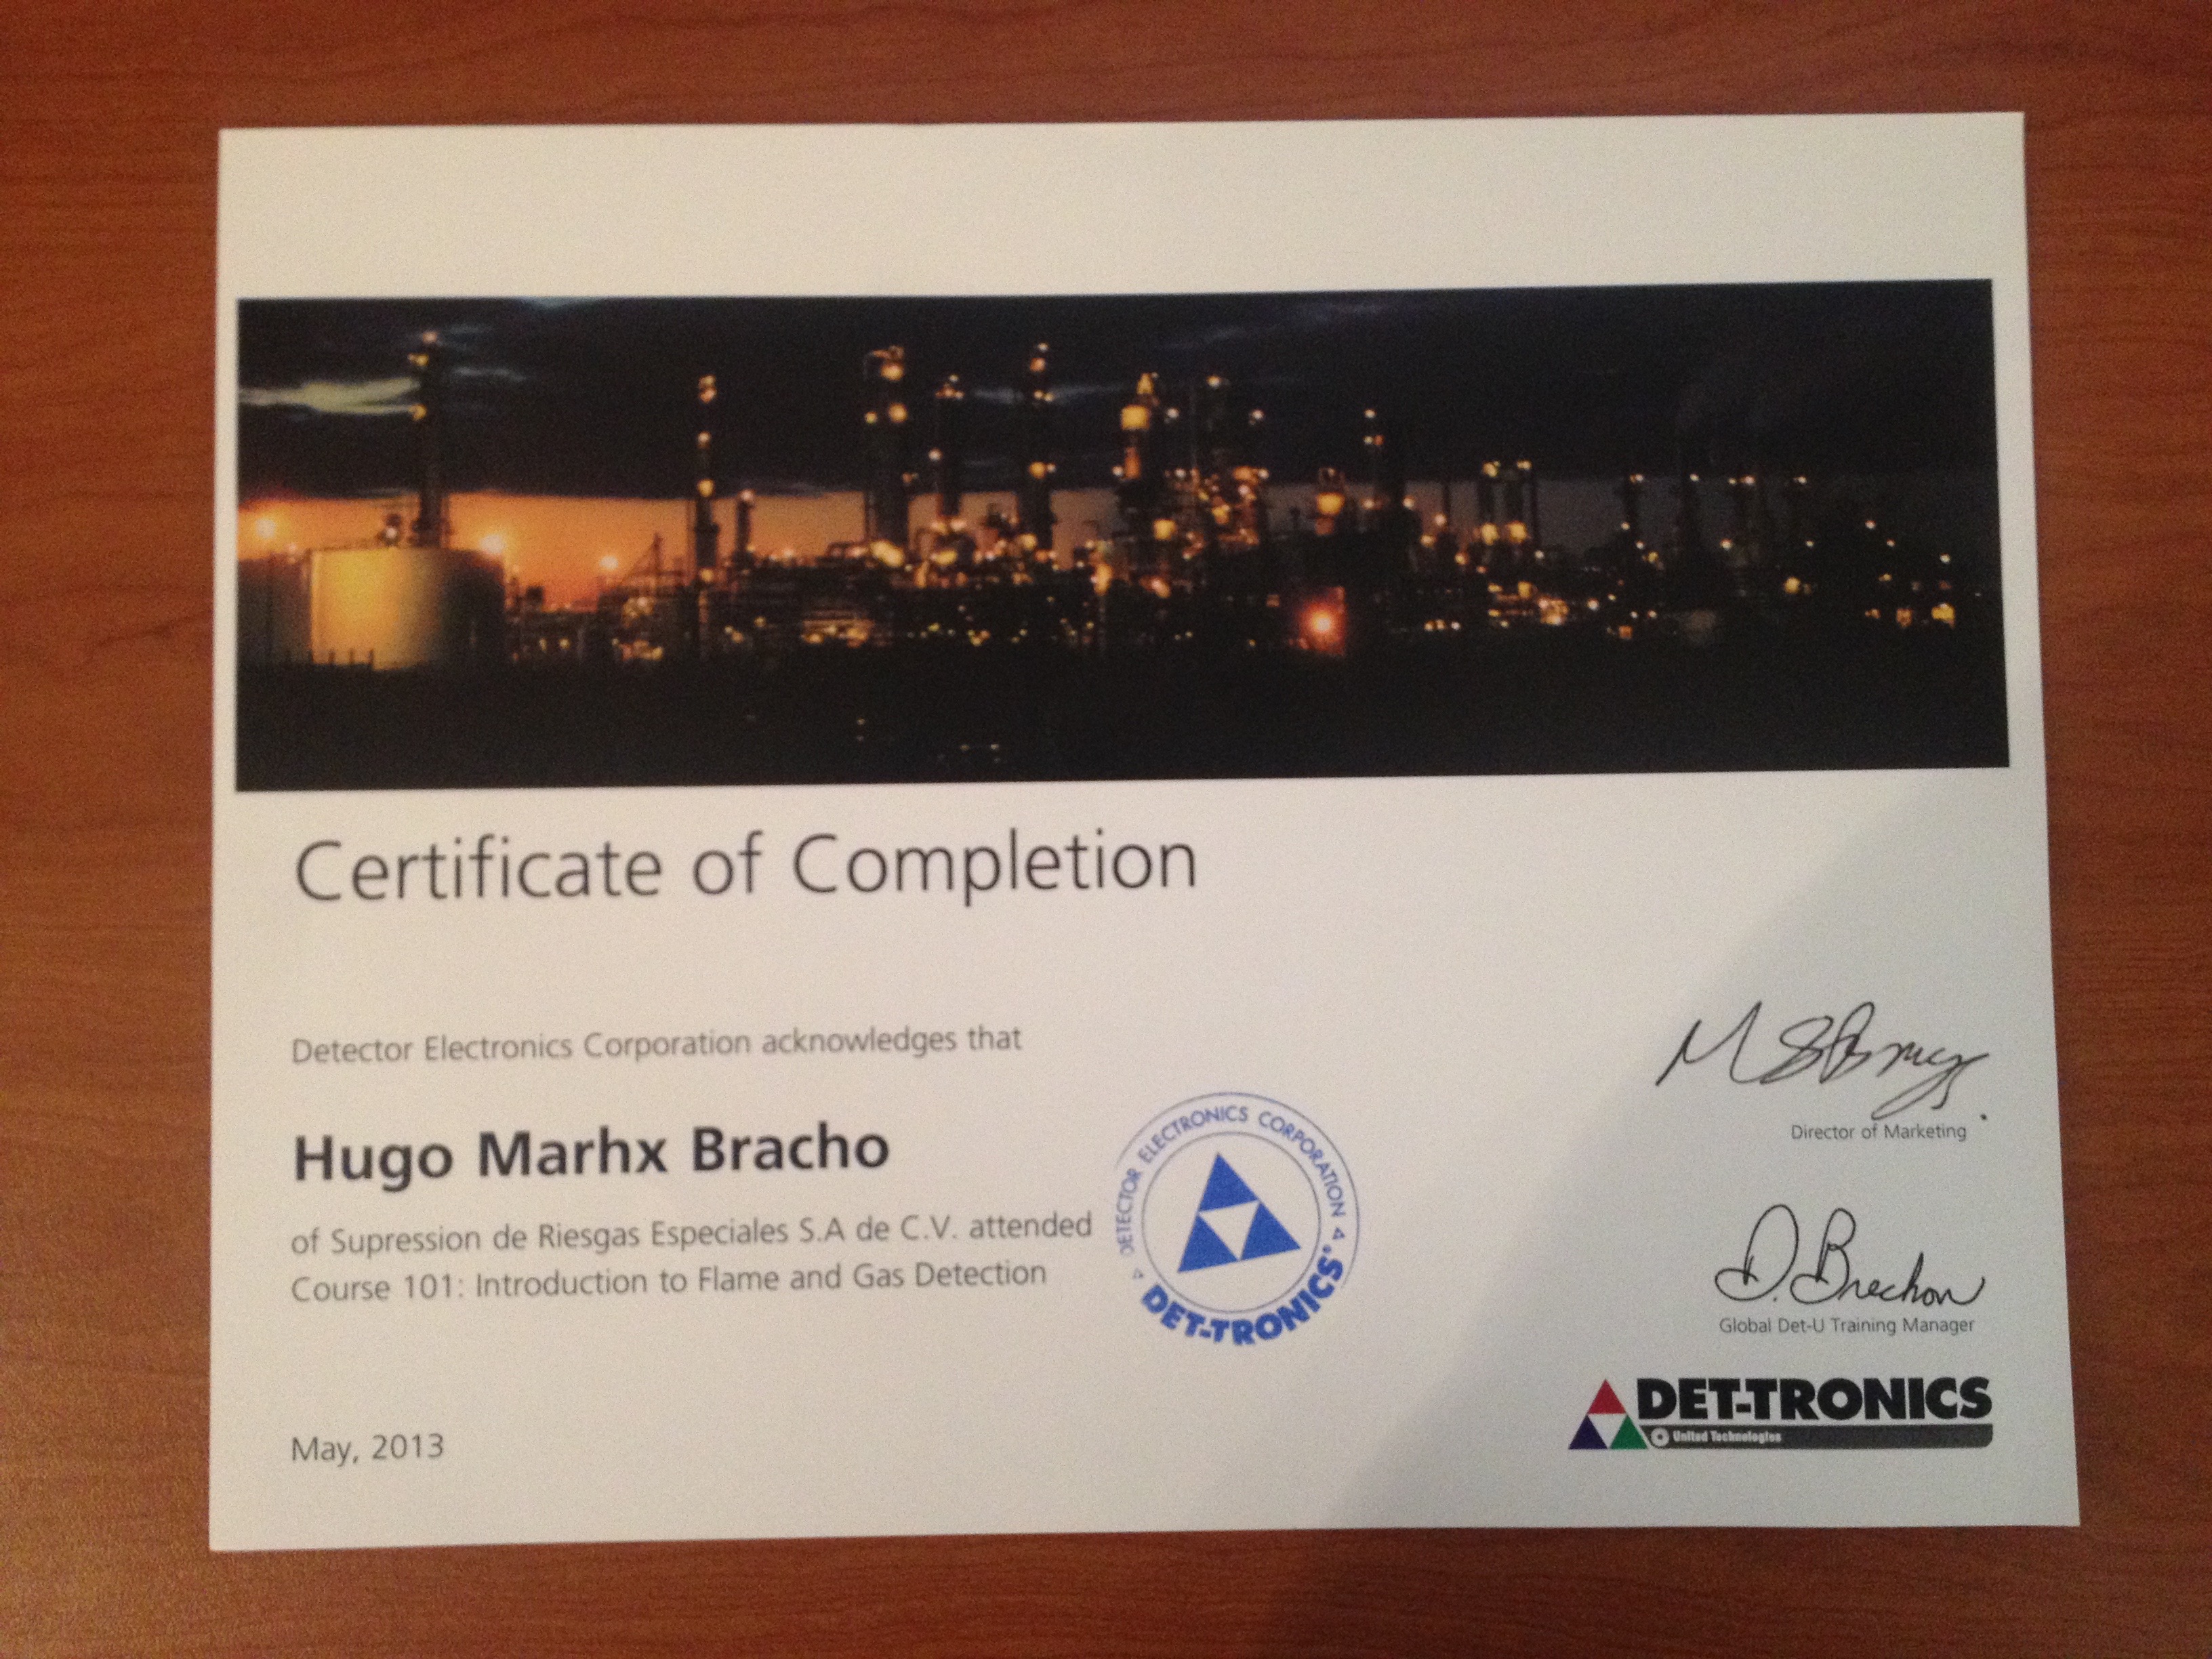 Certificate of Completion
Detector Electronics Corporation acknowledges that
Hugo Marhx Bracho
of Supression de Riesgas Especiales S.A de C.V. attended
Course 101: Introduction to Flame and Gas Detection
May, 2013
DETECTOR ELECTRONICS CORPORATION
DET-TRONICS®
Director of Marketing
D. Brechon
Global Det-U Training Manager
DET-TRONICS
United Technologies